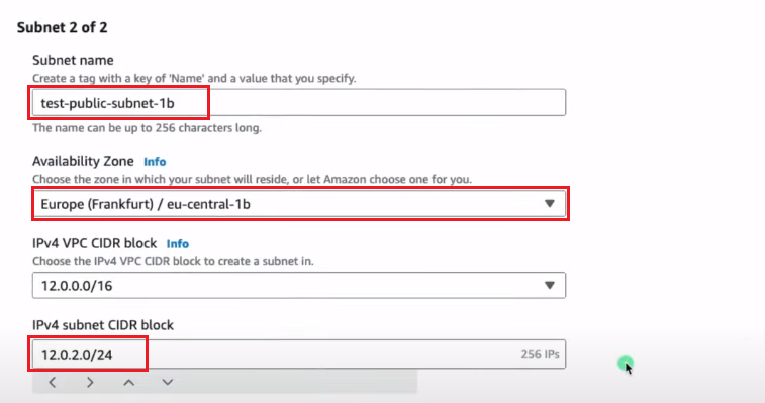 Subnet 2 of 2
Subnet name
Create a tag with a key of 'Name' and a value that you specify.
test-public-subnet-1b
The name can be up to 256 characters long.
Availability Zone Info
Choose the zone in which your subnet will reside, or let Amazon choose one for you.
Europe (Frankfurt) / eu-central-1b
IPv4 VPC CIDR block Info
Choose the IPv4 VPC CIDR block to create a subnet in.
12.0.0.0/16
IPv4 subnet CIDR block
12.0.2.0/24 256 IPs